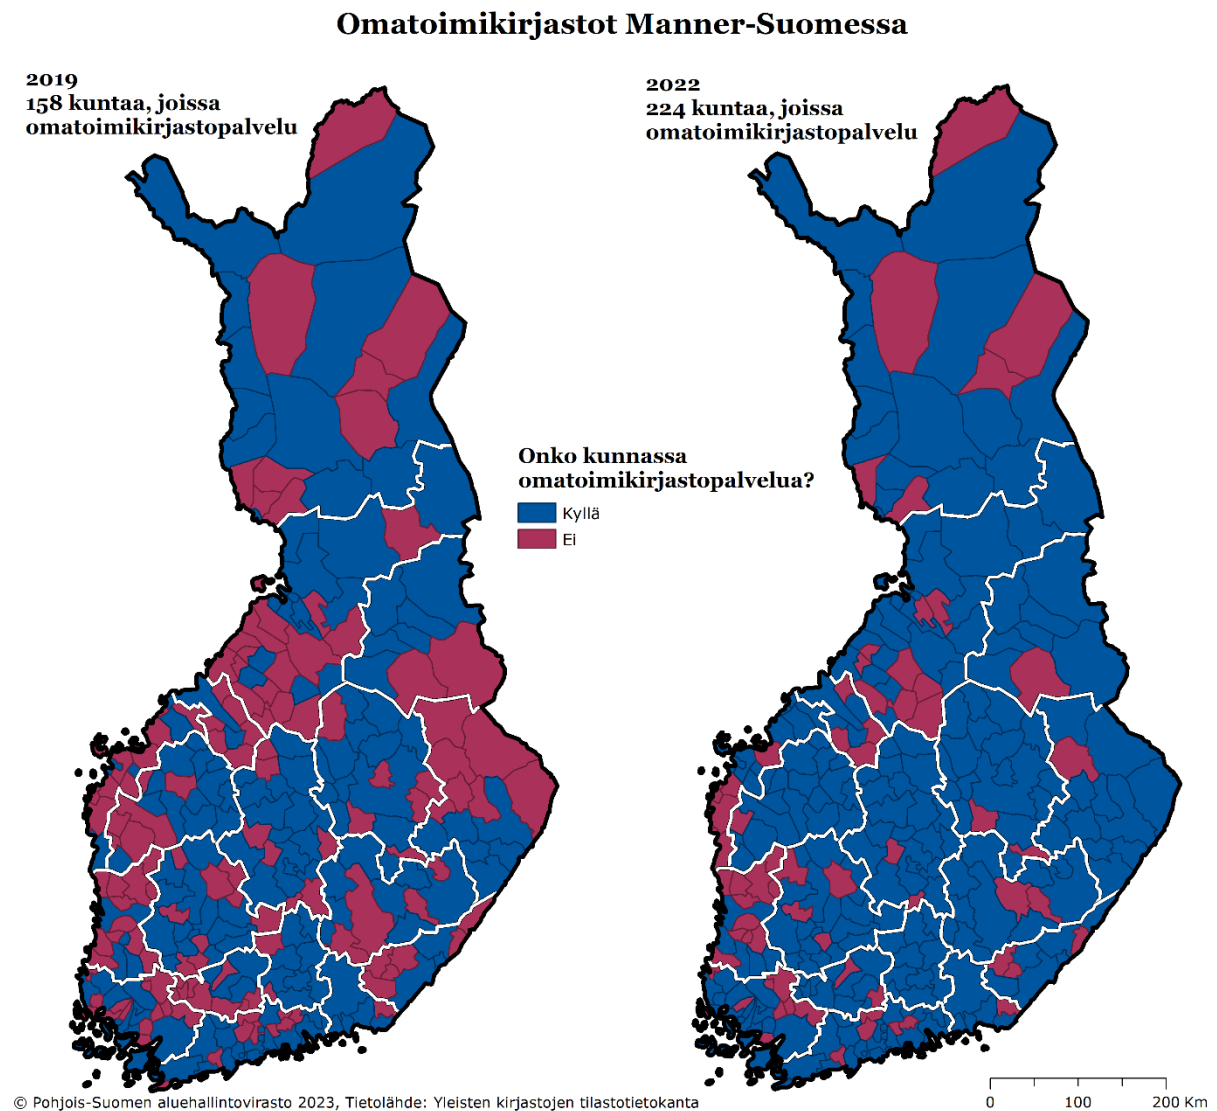 Omatoimikirjastot Manner-Suomessa
2019
158 kuntaa, joissa
omatoimikirjastopalvelu
2022
224 kuntaa, joissa
omatoimikirjastopalvelu
Onko kunnassa
omatoimikirjastopalvelua?
Kyllä
Ei
© Pohjois-Suomen aluehallintovirasto 2023, Tietolähde: Yleisten kirjastojen tilastotietokanta
0 100 200 Km